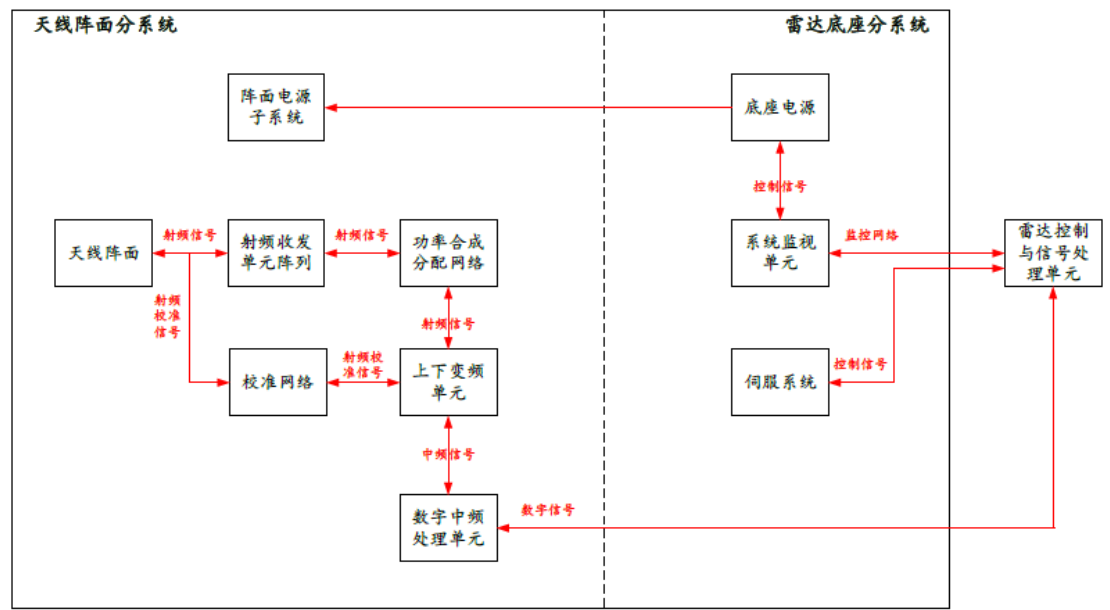 天线阵面分系统
雷达底座分系统
阵面电源
子系统
底座电源
控制信号
天线阵面
射频信号
射频收发
单元阵列
射频信号
功率合成
分配网络
系统监视
单元
监控网络
雷达控制
与信号处
理单元
射频
校准
信号
射频信号
校准网络
射频校
准信号
上下变频
单元
伺服系统
控制信号
中频信号
数字中频
处理单元
数字信号